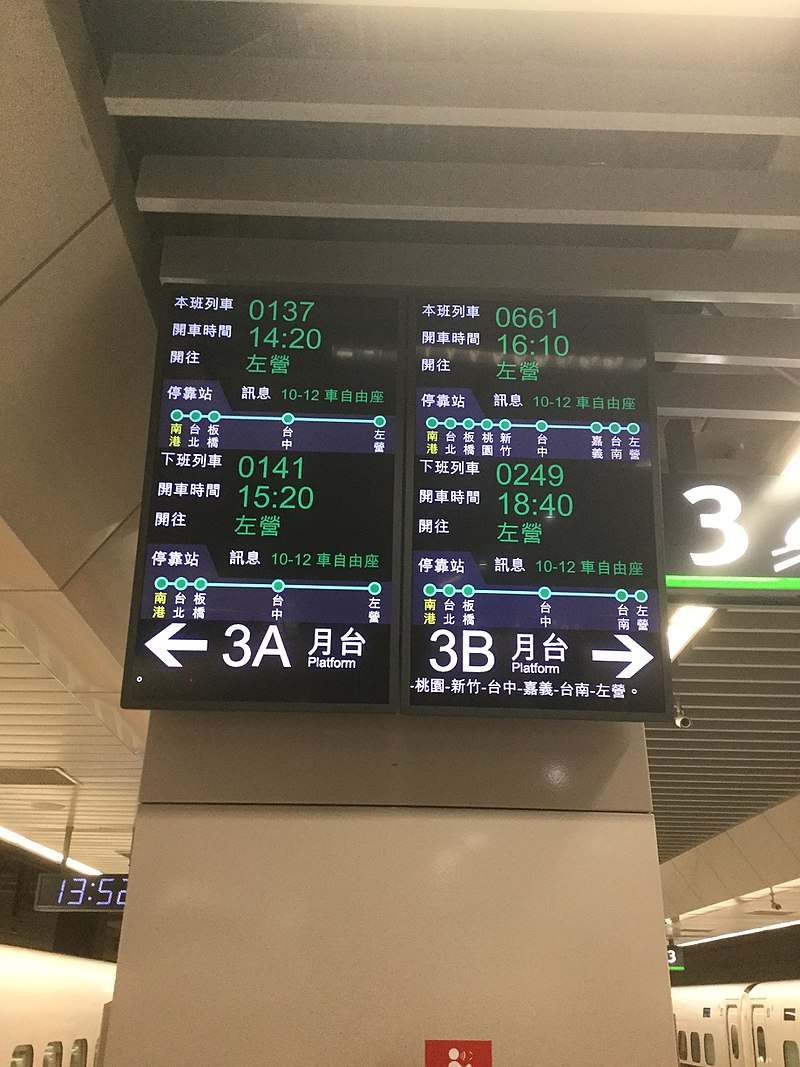 本班列車 0137
開車時間 14:20
開往 左營
停靠站 訊息 10-12 車自由座
南港 台北 板橋 台中 左營
下班列車 0141
開車時間 15:20
開往 左營
停靠站 訊息 10-12 車自由座
南港 台北 板橋 台中 左營
← 3A 月台
Platform
。
本班列車 0661
開車時間 16:10
開往 左營
停靠站 訊息 10-12 車自由座
南港 台北 板橋 桃園 新竹 台中 嘉義 台南 左營
下班列車 0249
開車時間 18:40
開往 左營
停靠站 訊息 10-12 車自由座
南港 台北 板橋 台中 台南 左營
3B 月台 →
Platform
-桃園-新竹-台中-嘉義-台南-左營。
3
13:52
3